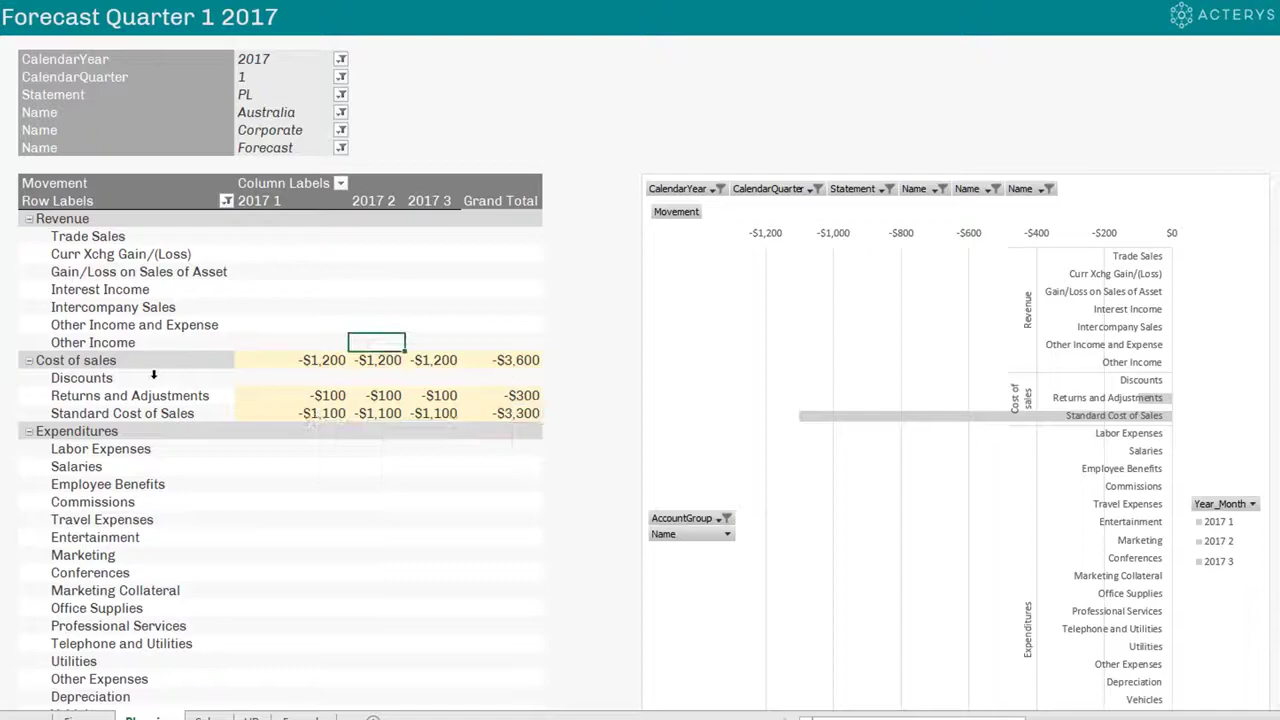 Forecast Quarter 1 2017
ACTERYS
CalendarYear 2017
CalendarQuarter 1
Statement PL
Name Australia
Name Corporate
Name Forecast
Movement Column Labels
Row Labels 2017 1 2017 2 2017 3 Grand Total
Revenue
Trade Sales
Curr Xchg Gain/(Loss)
Gain/Loss on Sales of Asset
Interest Income
Intercompany Sales
Other Income and Expense
Other Income
Cost of sales -$1,200 -$1,200 -$1,200 -$3,600
Discounts
Returns and Adjustments -$100 -$100 -$100 -$300
Standard Cost of Sales -$1,100 -$1,100 -$1,100 -$3,300
Expenditures
Labor Expenses
Salaries
Employee Benefits
Commissions
Travel Expenses
Entertainment
Marketing
Conferences
Marketing Collateral
Office Supplies
Professional Services
Telephone and Utilities
Utilities
Other Expenses
Depreciation
CalendarYear CalendarQuarter Statement Name Name Name
Movement
-$1,200 -$1,000 -$800 -$600 -$400 -$200 $0
Revenue
Trade Sales
Curr Xchg Gain/(Loss)
Gain/Loss on Sales of Asset
Interest Income
Intercompany Sales
Other Income and Expense
Other Income
Cost of
sales
Discounts
Returns and Adjustments
Standard Cost of Sales
Expenditures
Labor Expenses
Salaries
Employee Benefits
Commissions
Travel Expenses
Entertainment
Marketing
Conferences
Marketing Collateral
Office Supplies
Professional Services
Telephone and Utilities
Utilities
Other Expenses
Depreciation
Vehicles
AccountGroup
Name
Year_Month
2017 1
2017 2
2017 3